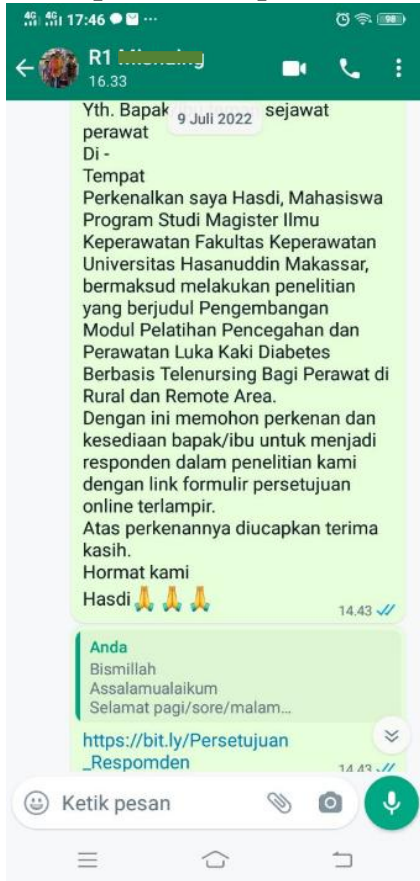 4G 4G 17:46 ...
98
R1
16.33
Yth. Bapak sejawat
9 Juli 2022
perawat
Di -
Tempat
Perkenalkan saya Hasdi, Mahasiswa
Program Studi Magister Ilmu
Keperawatan Fakultas Keperawatan
Universitas Hasanuddin Makassar,
bermaksud melakukan penelitian
yang berjudul Pengembangan
Modul Pelatihan Pencegahan dan
Perawatan Luka Kaki Diabetes
Berbasis Telenursing Bagi Perawat di
Rural dan Remote Area.
Dengan ini memohon perkenan dan
kesediaan bapak/ibu untuk menjadi
responden dalam penelitian kami
dengan link formulir persetujuan
online terlampir.
Atas perkenannya diucapkan terima
kasih.
Hormat kami
Hasdi🙏🙏🙏
14.43
Anda
Bismillah
Assalamualaikum
Selamat pagi/sore/malam...
https://bit.ly/Persetujuan
_Respomden
14.43
Ketik pesan